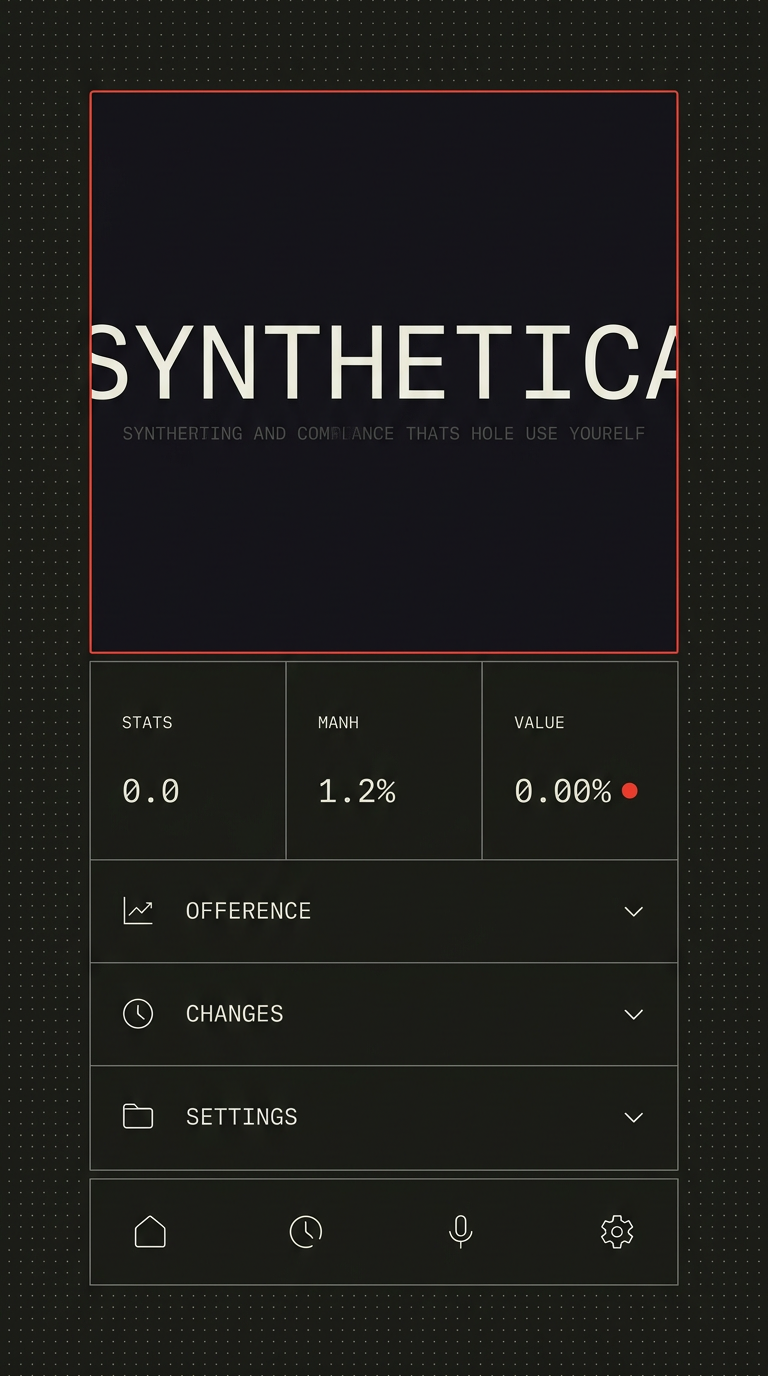 SYNTHETICA
SYNTHERTING AND COMPLANCE THATS HOLE USE YOURELF
STATS
MANH
VALUE
0.0
1.2%
0.00%
OFFERENCE
CHANGES
SETTINGS